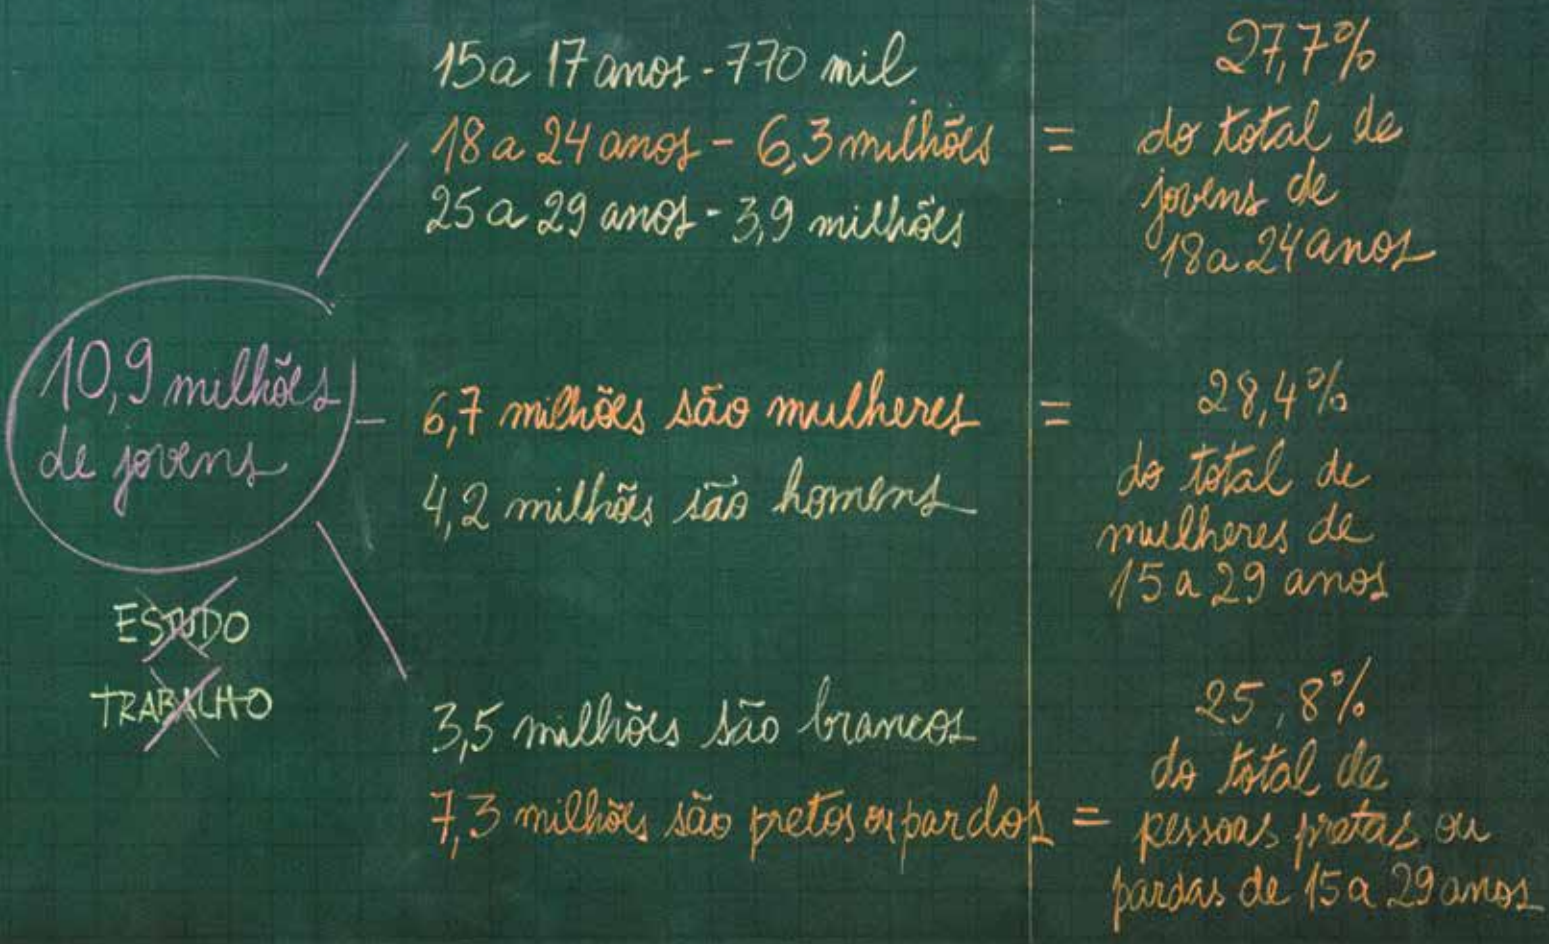 15 a 17 anos - 770 mil
18 a 24 anos - 6,3 milhões =
25 a 29 anos - 3,9 milhões
27,7%
do total de
jovens de
18 a 24 anos
10,9 milhões
de jovens
ESTUDO
TRABALHO
6,7 milhões são mulheres =
4,2 milhões são homens
28,4%
do total de
mulheres de
15 a 29 anos
3,5 milhões são brancos
7,3 milhões são pretos ou pardos =
25,8%
do total de
pessoas pretas ou
pardas de 15 a 29 anos